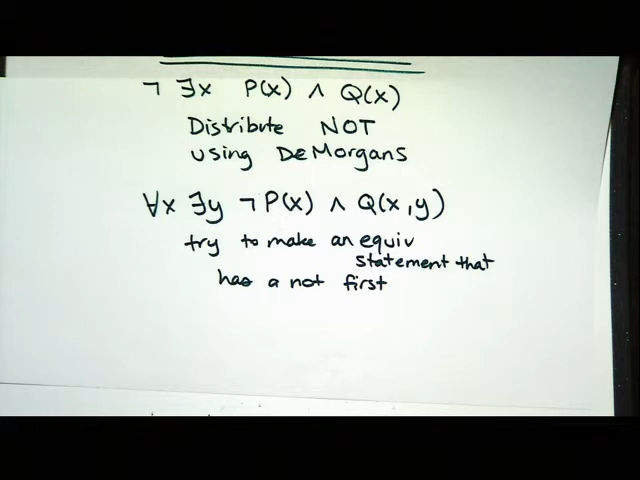 ¬ ∃x P(x) ∧ Q(x)
Distribute NOT
using DeMorgans
∀x ∃y ¬ P(x) ∧ Q(x,y)
try to make an equiv
statement that
has a not first